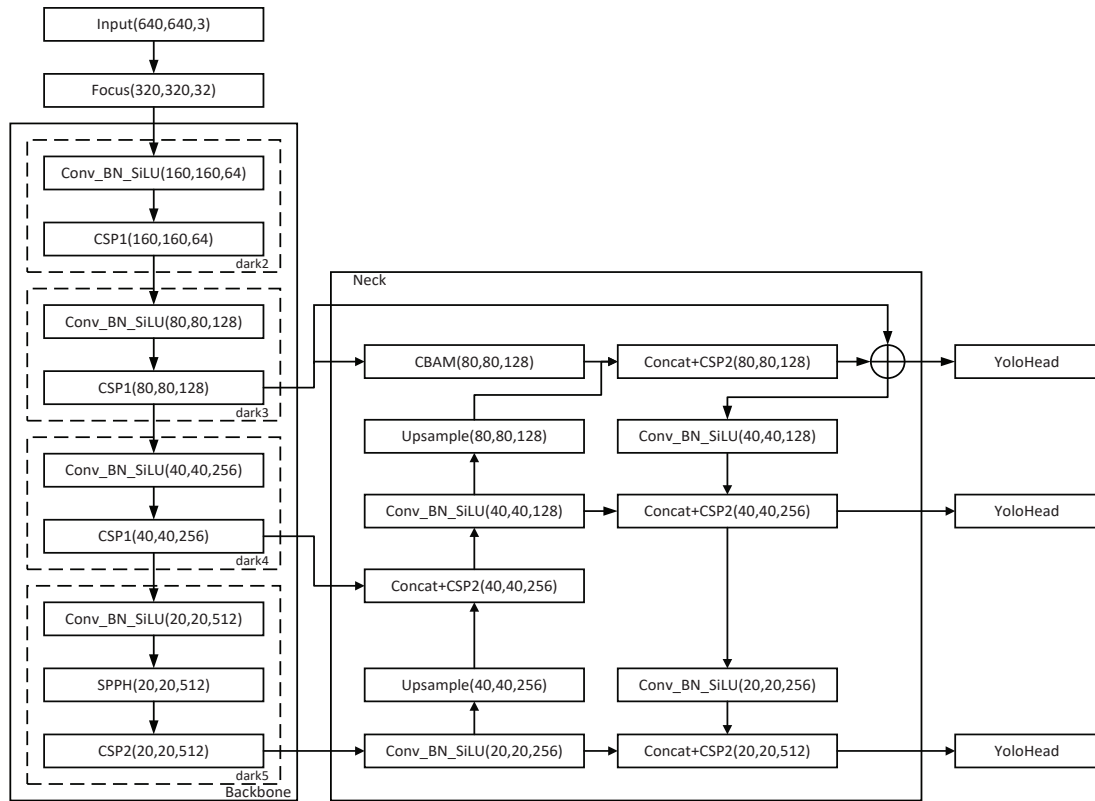 Input(640,640,3)
Focus(320,320,32)
Conv_BN_SiLU(160,160,64)
CSP1(160,160,64)
dark2
Conv_BN_SiLU(80,80,128)
CSP1(80,80,128)
dark3
Conv_BN_SiLU(40,40,256)
CSP1(40,40,256)
dark4
Conv_BN_SiLU(20,20,512)
SPPH(20,20,512)
CSP2(20,20,512)
dark5
Backbone
Neck
CBAM(80,80,128)
Upsample(80,80,128)
Conv_BN_SiLU(40,40,128)
Concat+CSP2(40,40,256)
Upsample(40,40,256)
Conv_BN_SiLU(20,20,256)
Concat+CSP2(80,80,128)
Conv_BN_SiLU(40,40,128)
Concat+CSP2(40,40,256)
Conv_BN_SiLU(20,20,256)
Concat+CSP2(20,20,512)
YoloHead
YoloHead
YoloHead